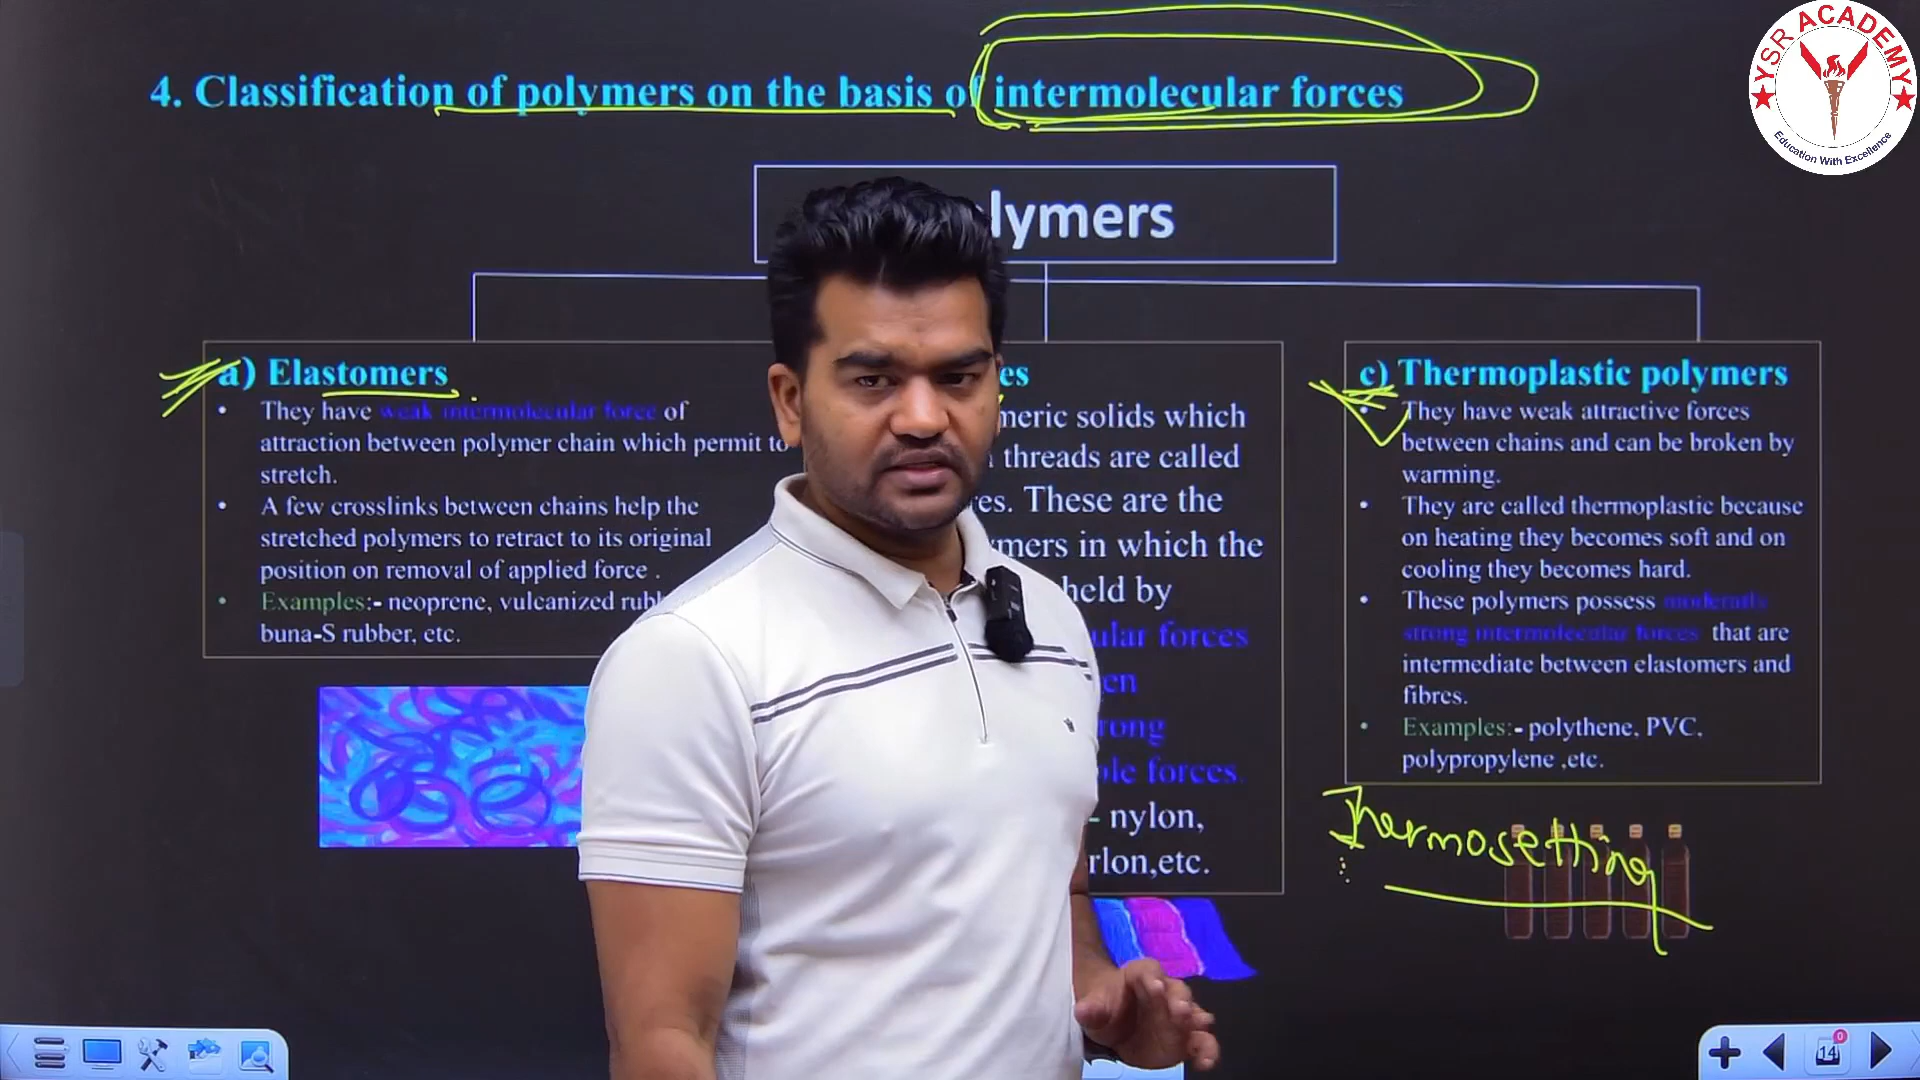 YSR ACADEMY
Education With Excellence
4. Classification of polymers on the basis of intermolecular forces
lymers
a) Elastomers
• They have weak intermolecular force of
attraction between polymer chain which permit to
stretch.
• A few crosslinks between chains help the
stretched polymers to retract to its original
position on removal of applied force .
• Examples:- neoprene, vulcanized rubb
buna-S rubber, etc.
es
meric solids which
threads are called
res. These are the
ymers in which the
held by
ular forces
en
rong
ole forces.
- nylon,
rlon,etc.
c) Thermoplastic polymers
• They have weak attractive forces
between chains and can be broken by
warming.
• They are called thermoplastic because
on heating they becomes soft and on
cooling they becomes hard.
• These polymers possess moderatly
strong intermolecular forces that are
intermediate between elastomers and
fibres.
• Examples:- polythene, PVC,
polypropylene ,etc.
Thermosetting
14
0